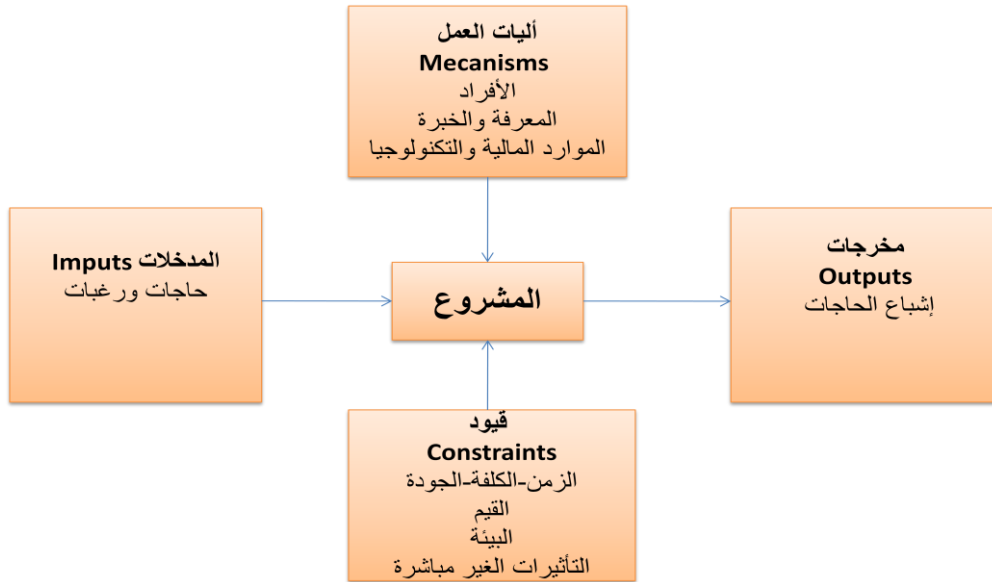 أليات العمل
Mecanisms
الأفراد
المعرفة والخبرة
الموارد المالية والتكنولوجيا
المدخلات Imputs
حاجات ورغبات
المشروع
مخرجات
Outputs
إشباع الحاجات
قيود
Constraints
الزمن-الكلفة-الجودة
القيم
البيئة
التأثيرات الغير مباشرة